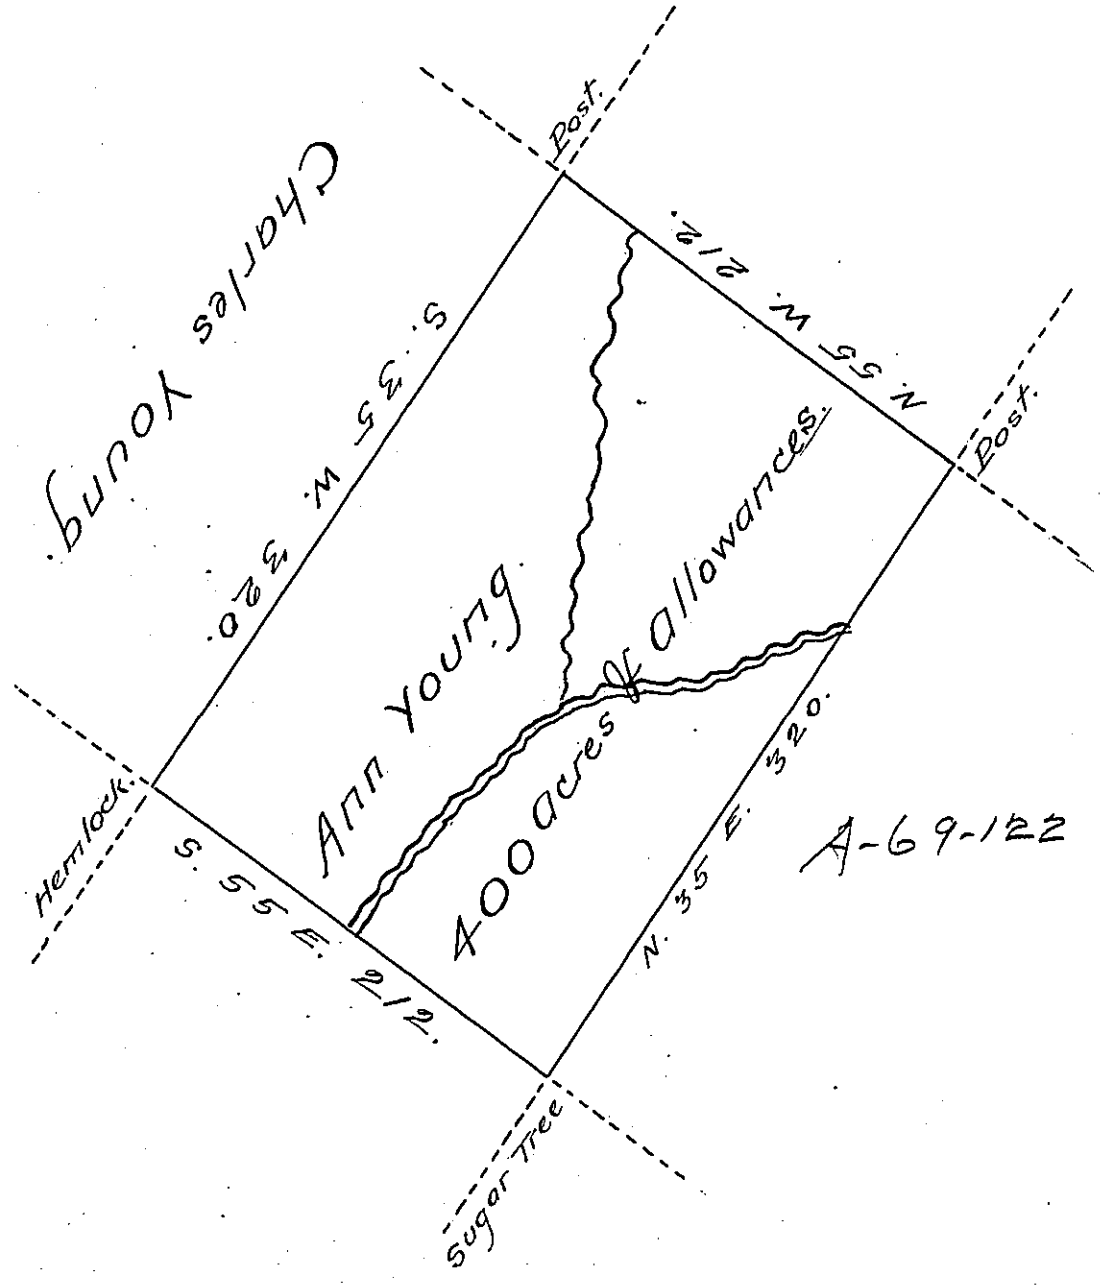 Post.
Charles Young.
N. 55 W. 212.
S. 35 W. 320.
Post.
Ann Young.
400 acres & allowances.
Hemlock.
S. 55 E. 212.
N. 35 E. 320.
A-69-122
Sugar Tree